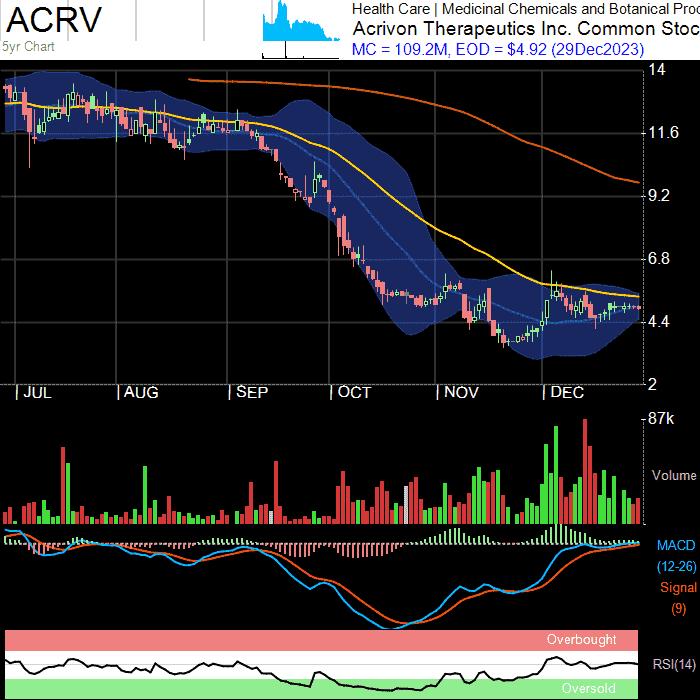 ACRV
5yr Chart
Health Care | Medicinal Chemicals and Botanical Proc
Acrivon Therapeutics Inc. Common Stoc
MC = 109.2M, EOD = $4.92 (29Dec2023)
14
11.6
9.2
6.8
4.4
2
| JUL | AUG | SEP | OCT | NOV | DEC
87k
Volume
MACD
(12-26)
Signal
(9)
Overbought
RSI(14)
Oversold